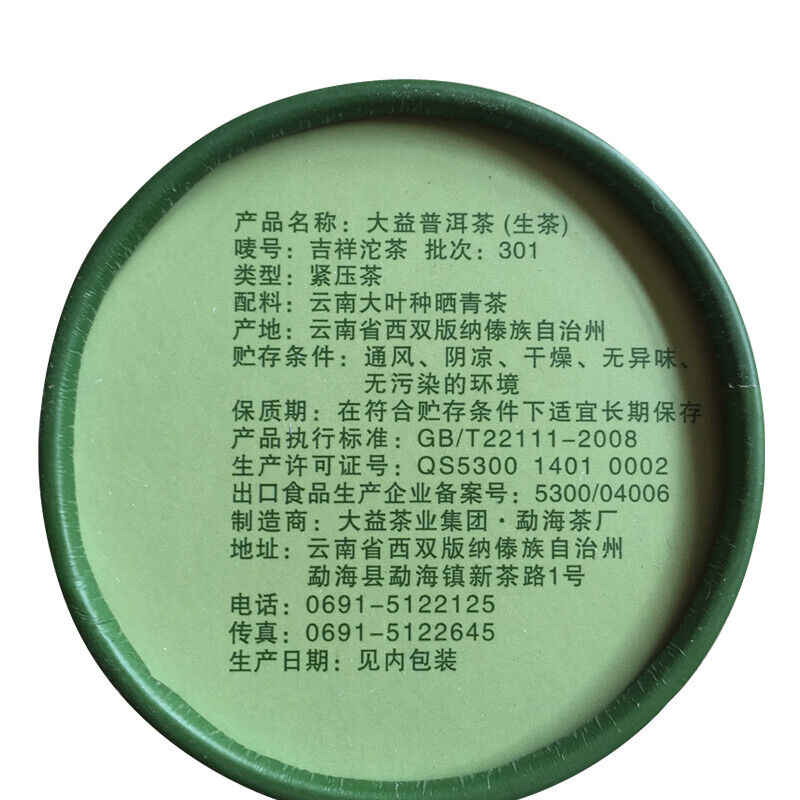 产品名称：大益普洱茶(生茶)
唛号：吉祥沱茶 批次：301
类型：紧压茶
配料：云南大叶种晒青茶
产地：云南省西双版纳傣族自治州
贮存条件：通风、阴凉、干燥、无异味、
无污染的环境
保质期：在符合贮存条件下适宜长期保存
产品执行标准：GB/T22111-2008
生产许可证号：QS5300 1401 0002
出口食品生产企业备案号：5300/04006
制造商：大益茶业集团·勐海茶厂
地址：云南省西双版纳傣族自治州
勐海县勐海镇新茶路1号
电话：0691-5122125
传真：0691-5122645
生产日期：见内包装